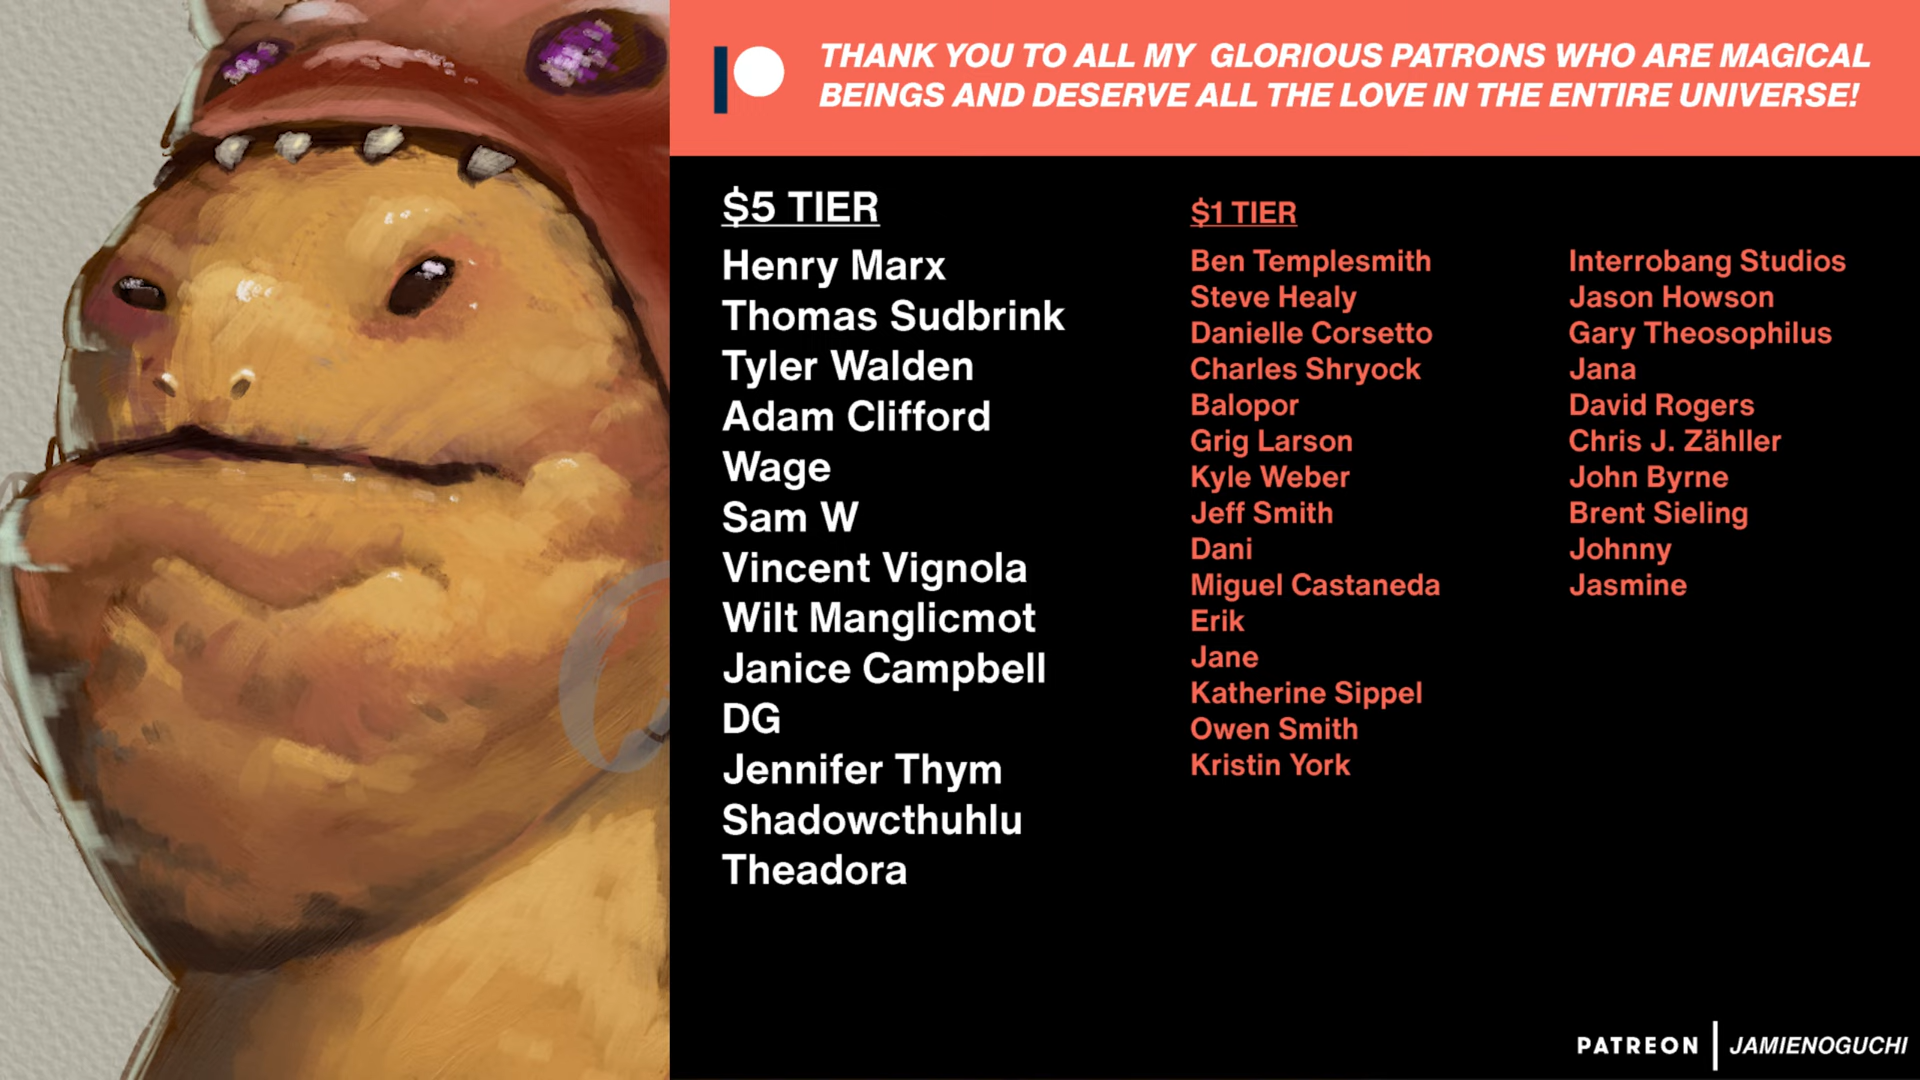 THANK YOU TO ALL MY GLORIOUS PATRONS WHO ARE MAGICAL
BEINGS AND DESERVE ALL THE LOVE IN THE ENTIRE UNIVERSE!
$5 TIER
Henry Marx
Thomas Sudbrink
Tyler Walden
Adam Clifford
Wage
Sam W
Vincent Vignola
Wilt Manglicmot
Janice Campbell
DG
Jennifer Thym
Shadowcthuhlu
Theadora
$1 TIER
Ben Templesmith
Steve Healy
Danielle Corsetto
Charles Shryock
Balopor
Grig Larson
Kyle Weber
Jeff Smith
Dani
Miguel Castaneda
Erik
Jane
Katherine Sippel
Owen Smith
Kristin York
Interrobang Studios
Jason Howson
Gary Theosophilus
Jana
David Rogers
Chris J. Zähller
John Byrne
Brent Sieling
Johnny
Jasmine
PATREON | JAMIENOGUCHI